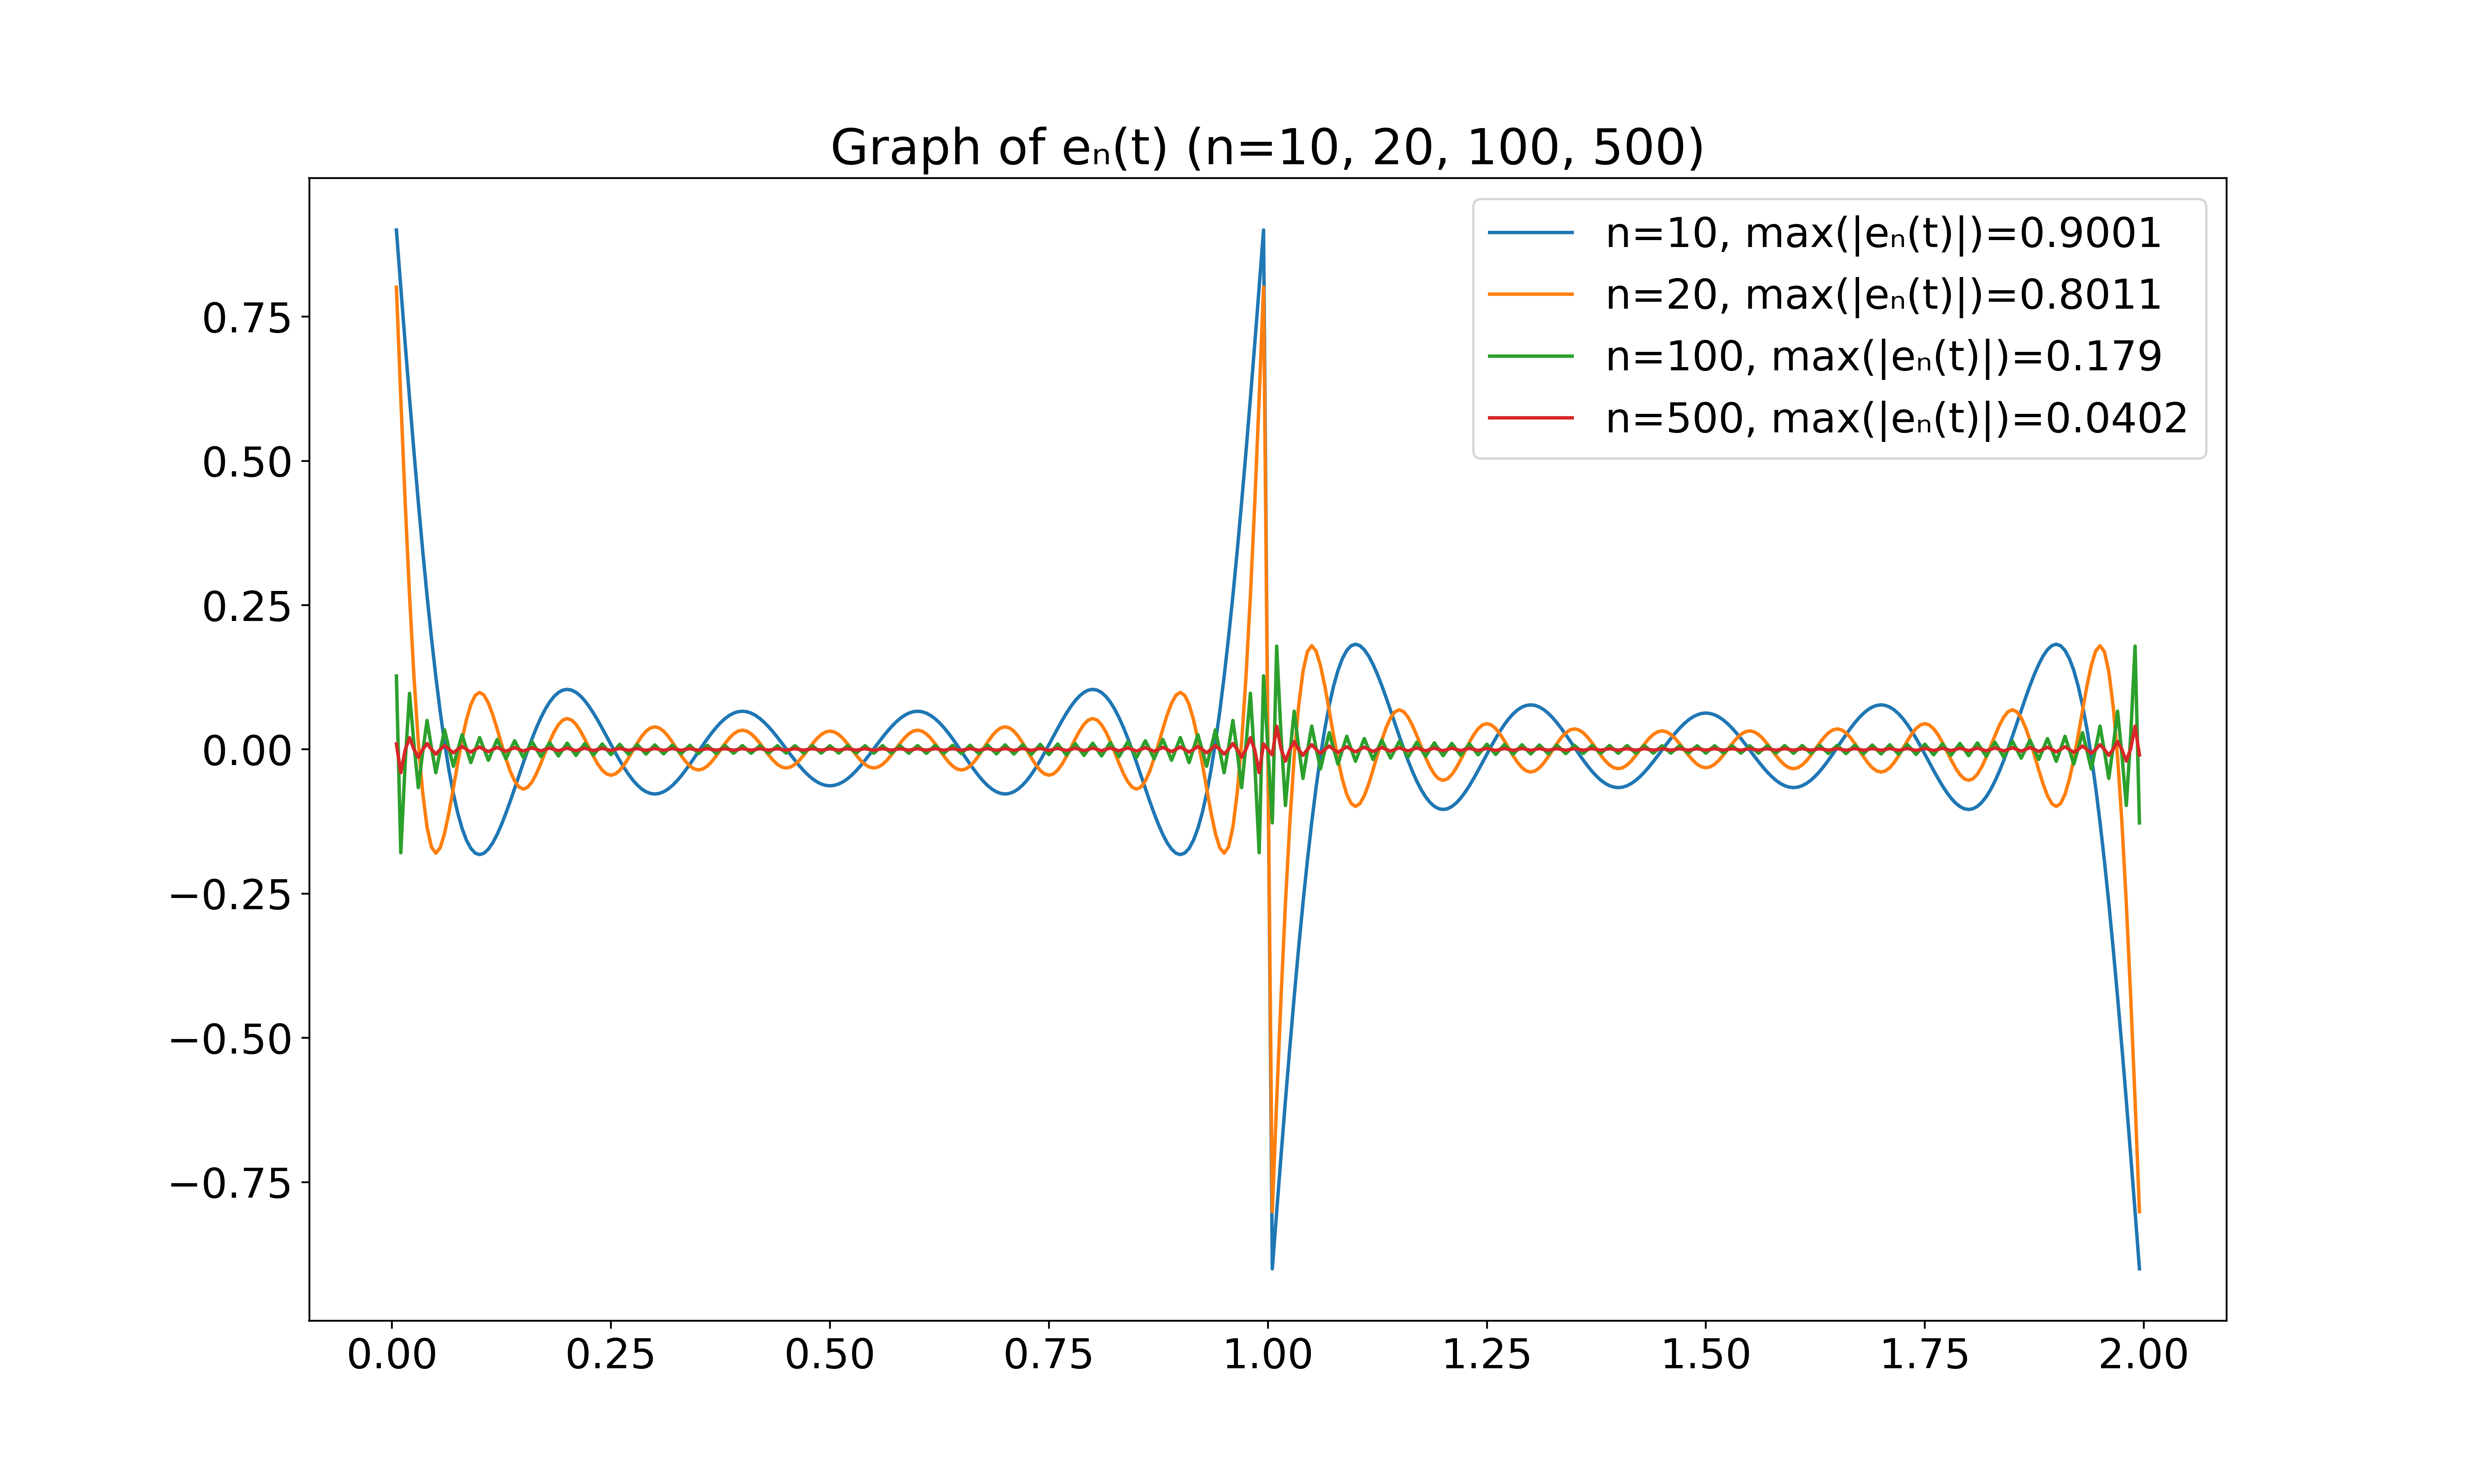 Graph of eₙ(t) (n=10, 20, 100, 500)
n=10, max(|eₙ(t)|)=0.9001
n=20, max(|eₙ(t)|)=0.8011
n=100, max(|eₙ(t)|)=0.179
n=500, max(|eₙ(t)|)=0.0402
0.75
0.50
0.25
0.00
−0.25
−0.50
−0.75
0.00 0.25 0.50 0.75 1.00 1.25 1.50 1.75 2.00